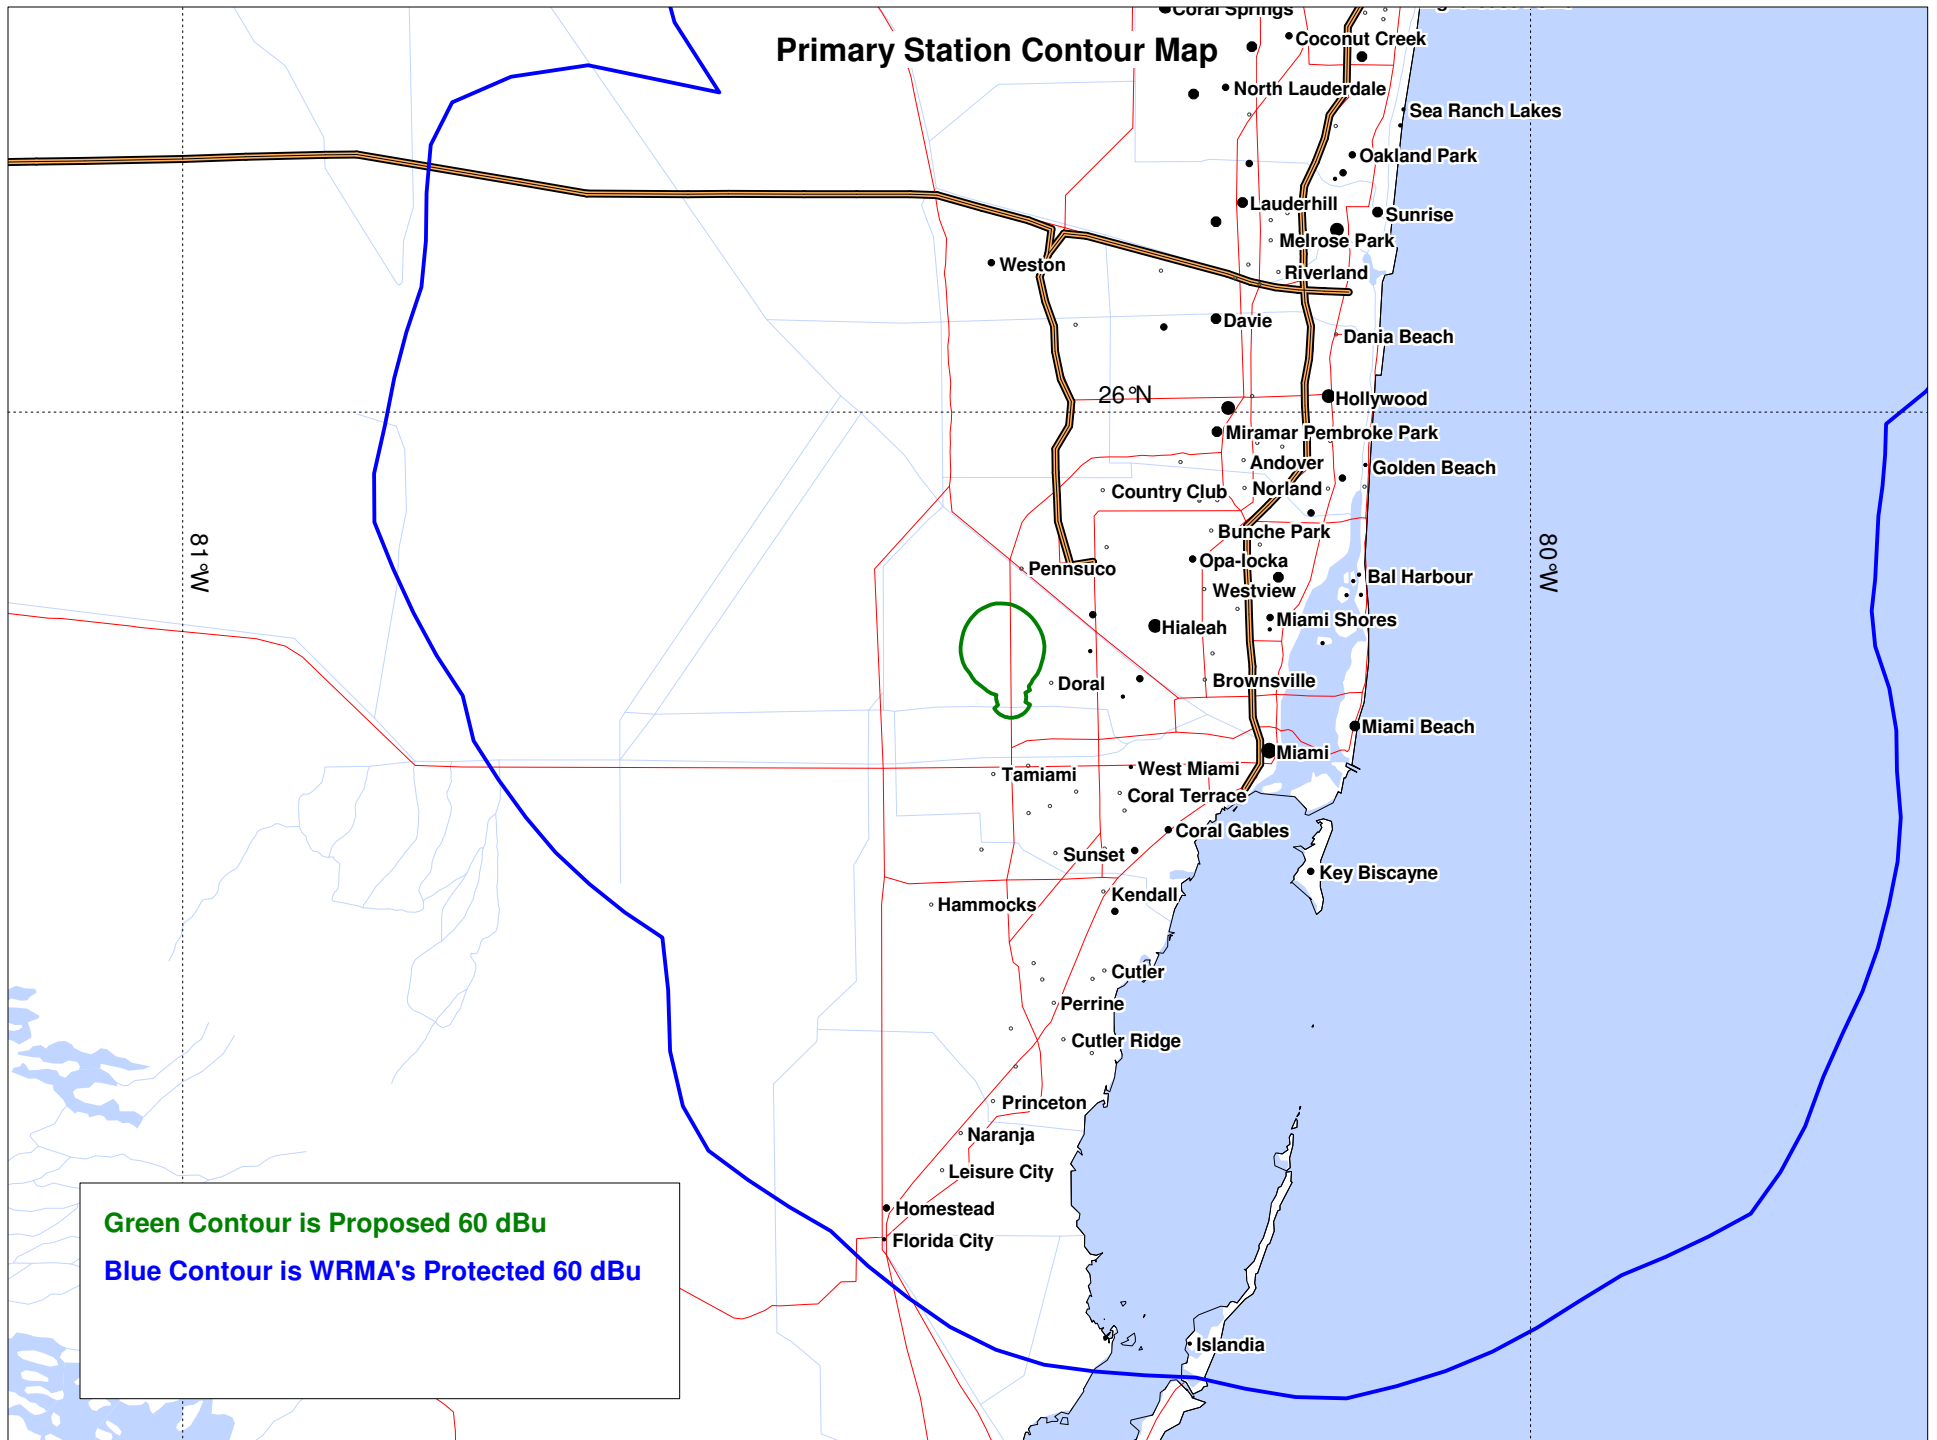 Coral Springs
Primary Station Contour Map
Coconut Creek
North Lauderdale
Sea Ranch Lakes
Oakland Park
Lauderhill
Sunrise
Melrose Park
Weston
Riverland
Davie
Dania Beach
26°N
Hollywood
Miramar Pembroke Park
Andover
Golden Beach
Country Club
Norland
Bunche Park
81°W
80°W
Opa-locka
Pennsuco
Bal Harbour
Westview
Miami Shores
Hialeah
Doral
Brownsville
Miami Beach
Miami
West Miami
Tamiami
Coral Terrace
Coral Gables
Sunset
Key Biscayne
Kendall
Hammocks
Cutler
Perrine
Cutler Ridge
Princeton
Naranja
Leisure City
Homestead
Florida City
Green Contour is Proposed 60 dBu
Blue Contour is WRMA's Protected 60 dBu
Islandia